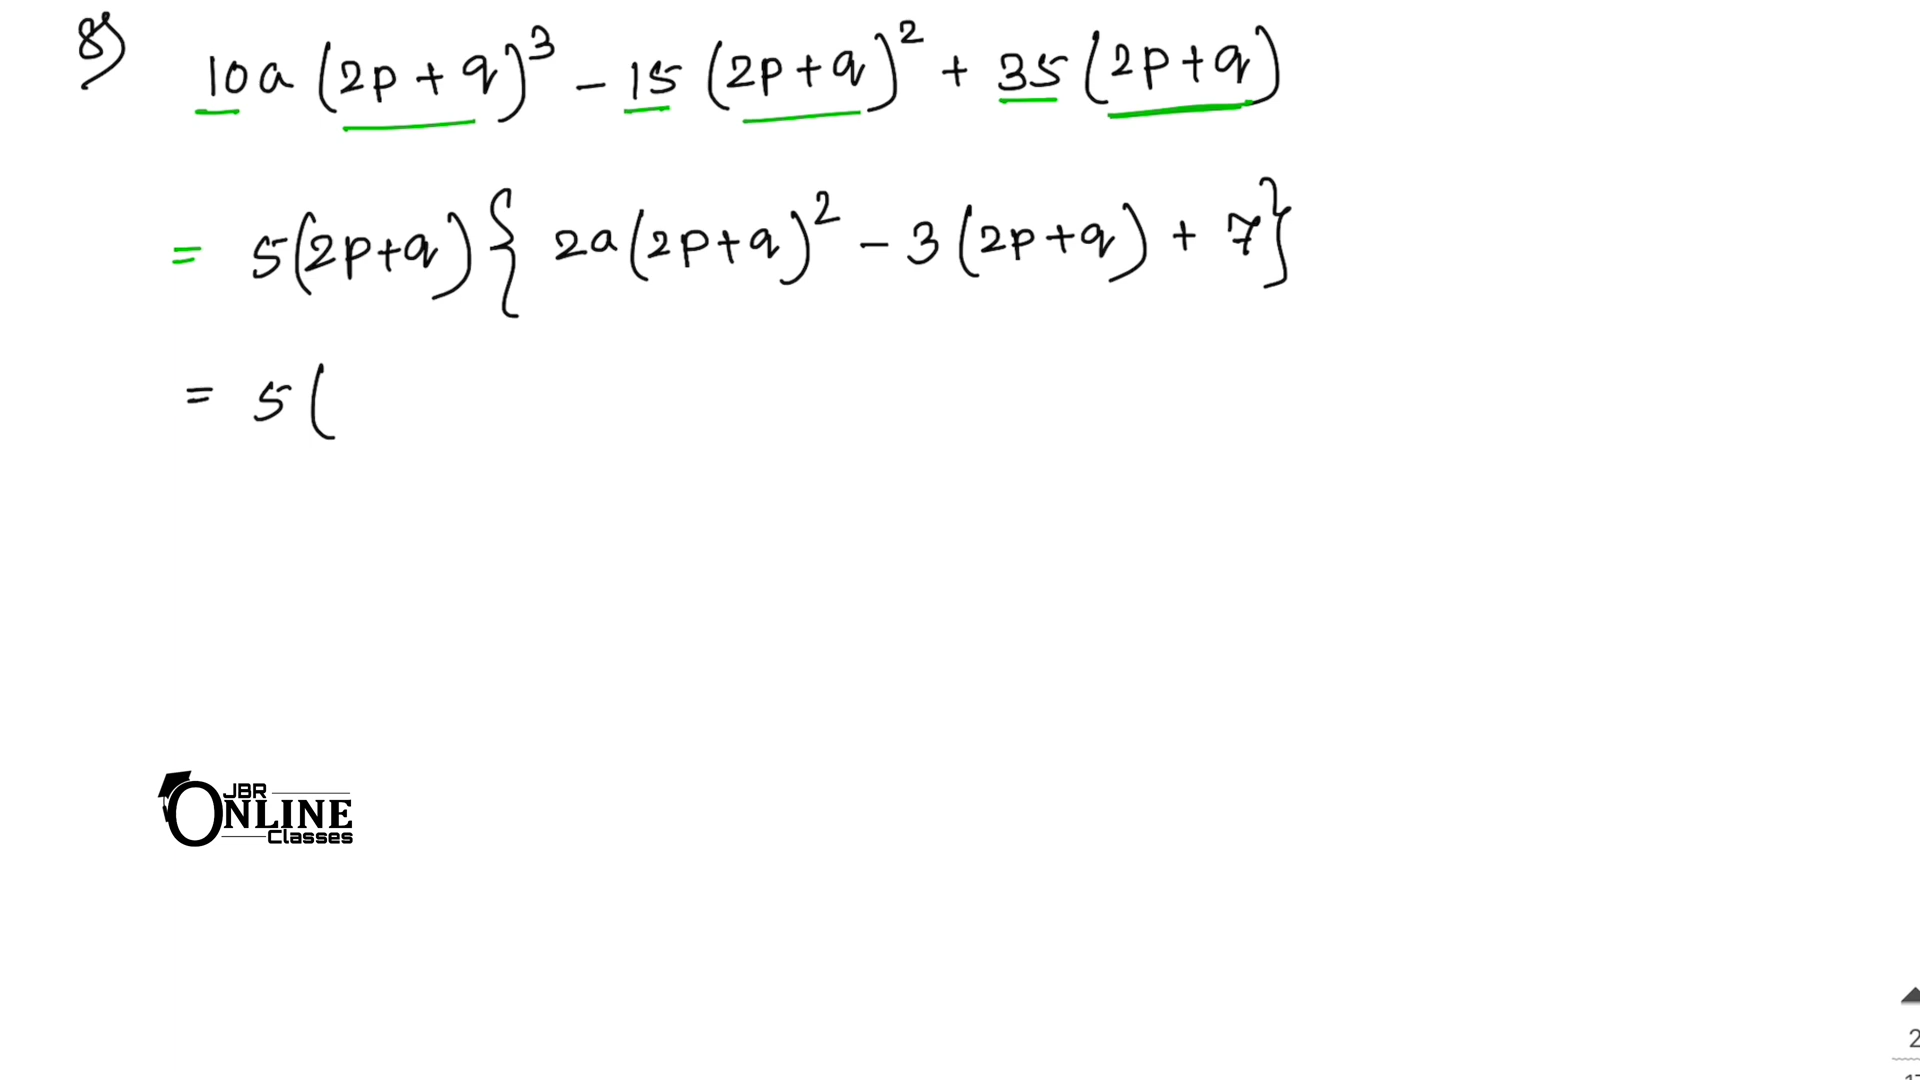 8) 10a (2p + q)³ - 15 (2p+q)² + 35 (2p+q)
= 5(2p+q) { 2a(2p+q)² - 3(2p+q) + 7}
= 5(
JBR
ONLINE
Classes
2